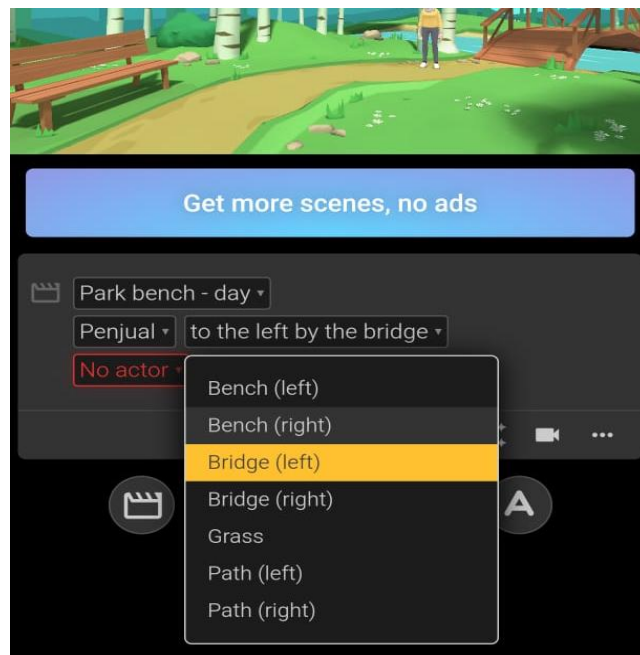 Get more scenes, no ads
Park bench - day
Penjual to the left by the bridge
No actor
Bench (left)
Bench (right)
Bridge (left)
Bridge (right)
Grass
Path (left)
Path (right)
A